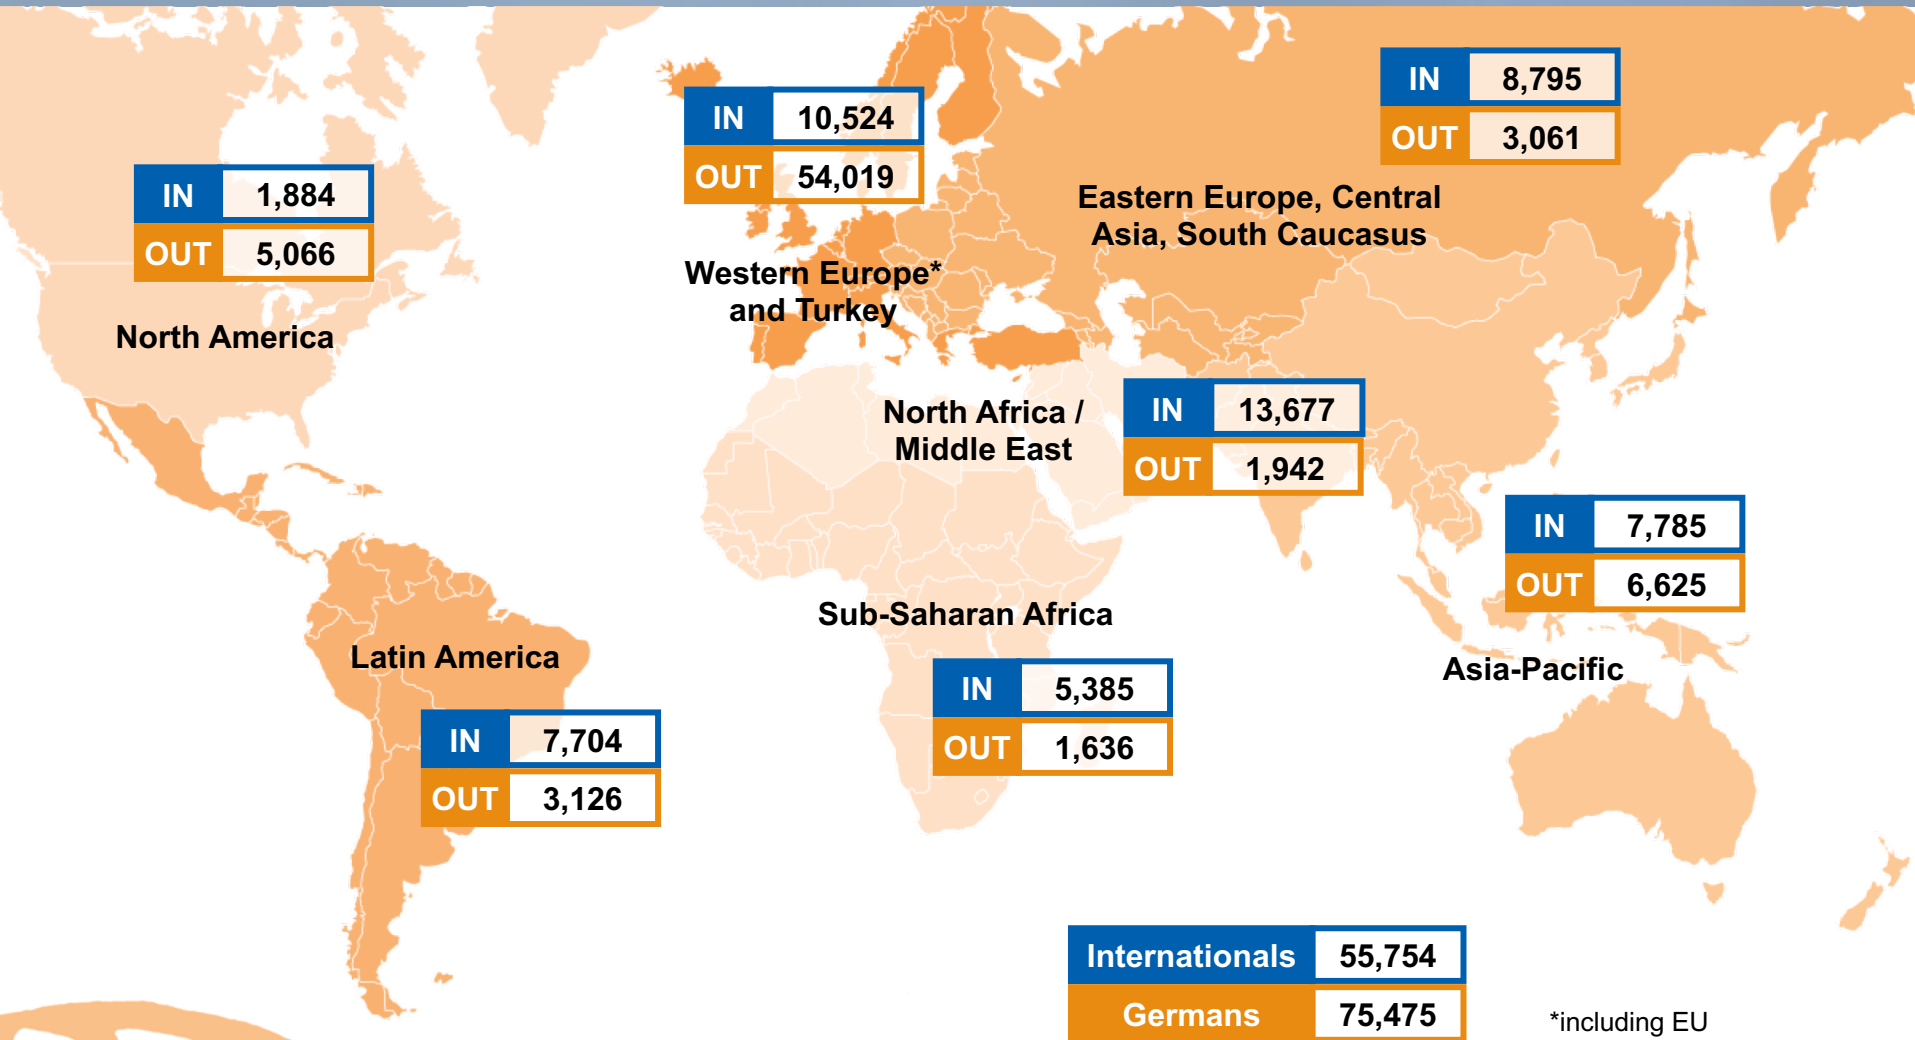 IN 8,795
OUT 3,061
IN 10,524
OUT 54,019
IN 1,884
OUT 5,066
Eastern Europe, Central
Asia, South Caucasus
Western Europe*
and Turkey
North America
North Africa /
Middle East
IN 13,677
OUT 1,942
IN 7,785
OUT 6,625
Sub-Saharan Africa
Latin America
Asia-Pacific
IN 5,385
OUT 1,636
IN 7,704
OUT 3,126
Internationals 55,754
Germans 75,475
*including EU